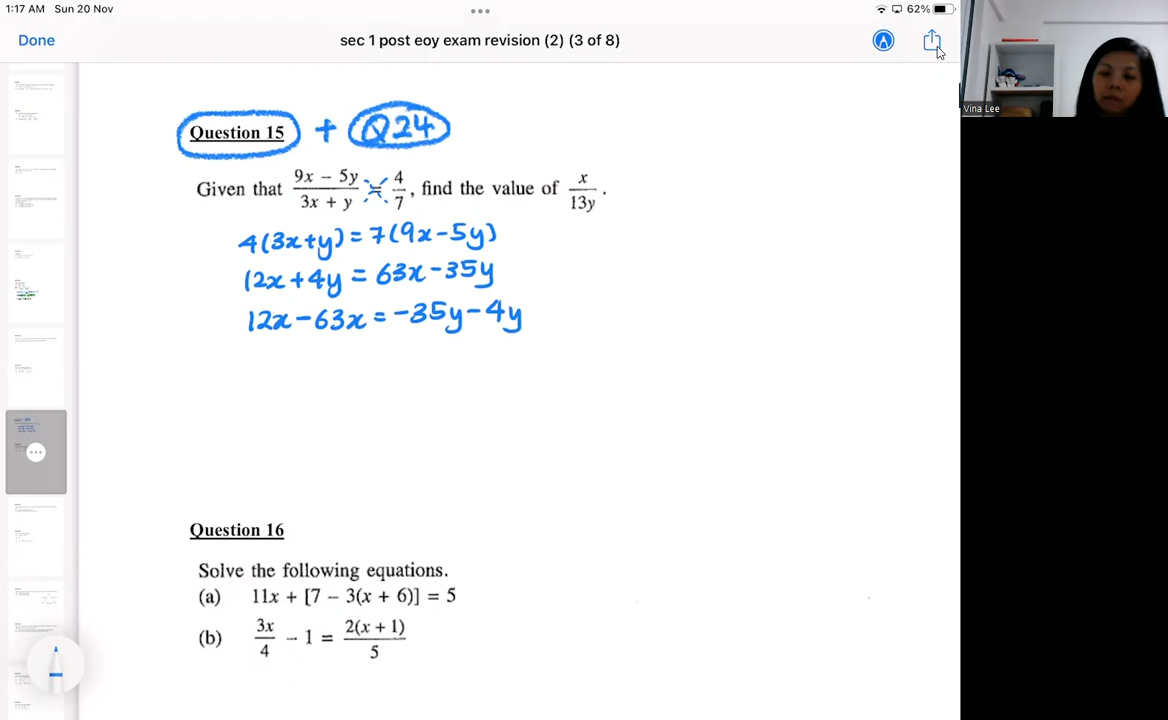 1:17 AM Sun 20 Nov
62%
Done
sec 1 post eoy exam revision (2) (3 of 8)
Vina Lee
Question 15 + Q24
Given that (9x - 5y)/(3x + y) = 4/7, find the value of x/13y.
4(3x+y) = 7(9x-5y)
12x+4y = 63x-35y
12x-63x = -35y-4y
Question 16
Solve the following equations.
(a) 11x + [7 - 3(x + 6)] = 5
(b) 3x/4 - 1 = 2(x + 1)/5